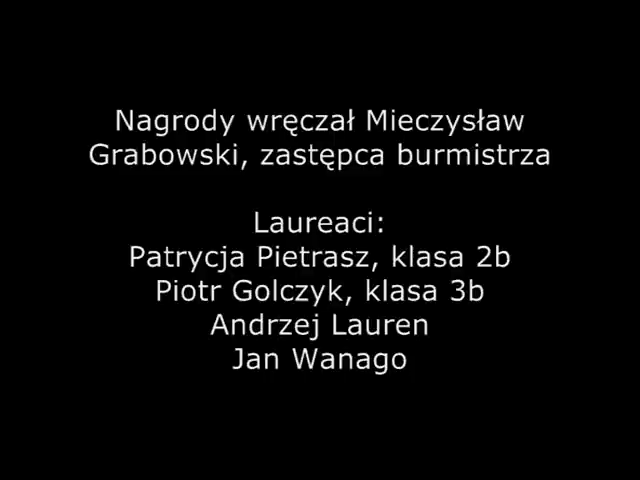 Nagrody wręczał Mieczysław
Grabowski, zastępca burmistrza
Laureaci:
Patrycja Pietrasz, klasa 2b
Piotr Golczyk, klasa 3b
Andrzej Lauren
Jan Wanago